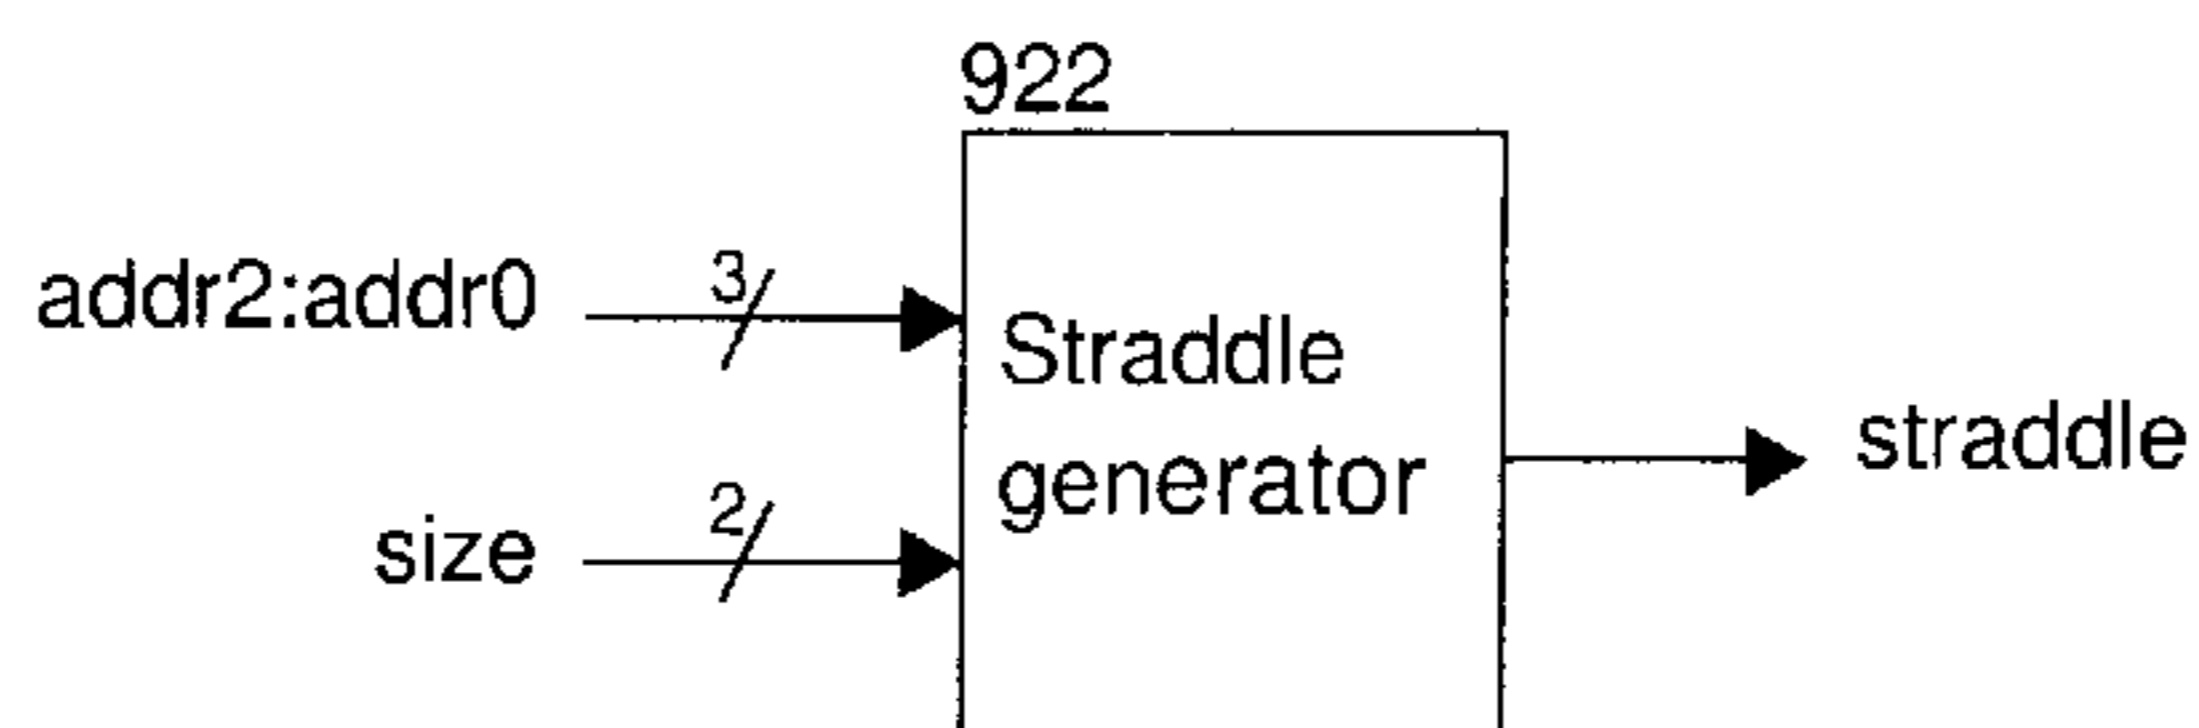 922
addr2:addr0
3
Straddle
generator
straddle
size
2